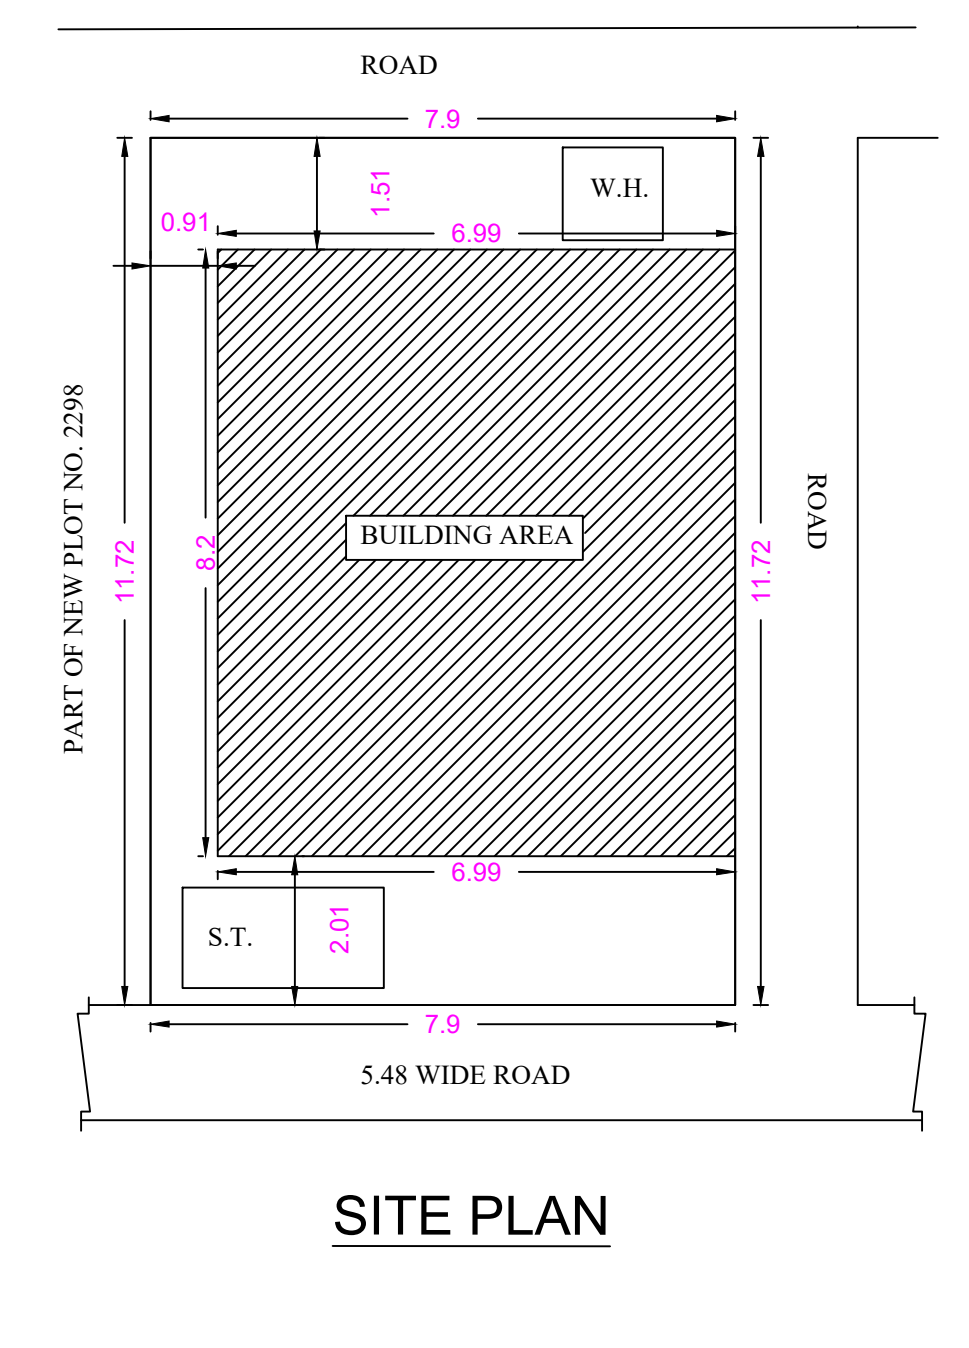 ROAD
7.9
1.51
W.H.
0.91
6.99
PART OF NEW PLOT NO. 2298
11.72
8.2
BUILDING AREA
11.72
ROAD
6.99
S.T.
2.01
7.9
5.48 WIDE ROAD
SITE PLAN